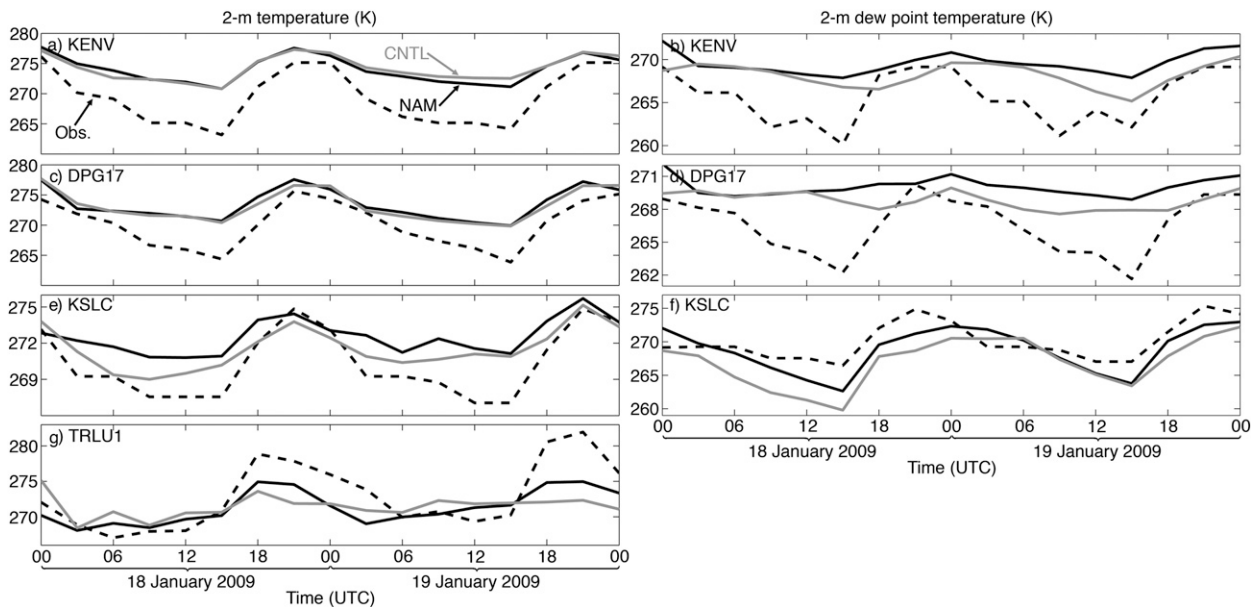 2-m temperature (K)
2-m dew point temperature (K)
a) KENV
CNTL
NAM
Obs.
280
275
270
265
b) KENV
270
265
260
c) DPG17
280
275
270
265
d) DPG17
271
268
265
262
e) KSLC
275
271
269
f) KSLC
275
270
265
260
g) TRLU1
280
275
270
00 06 12 18 00 06 12 18 00
18 January 2009 19 January 2009
Time (UTC)
00 06 12 18 00 06 12 18 00
18 January 2009 19 January 2009
Time (UTC)